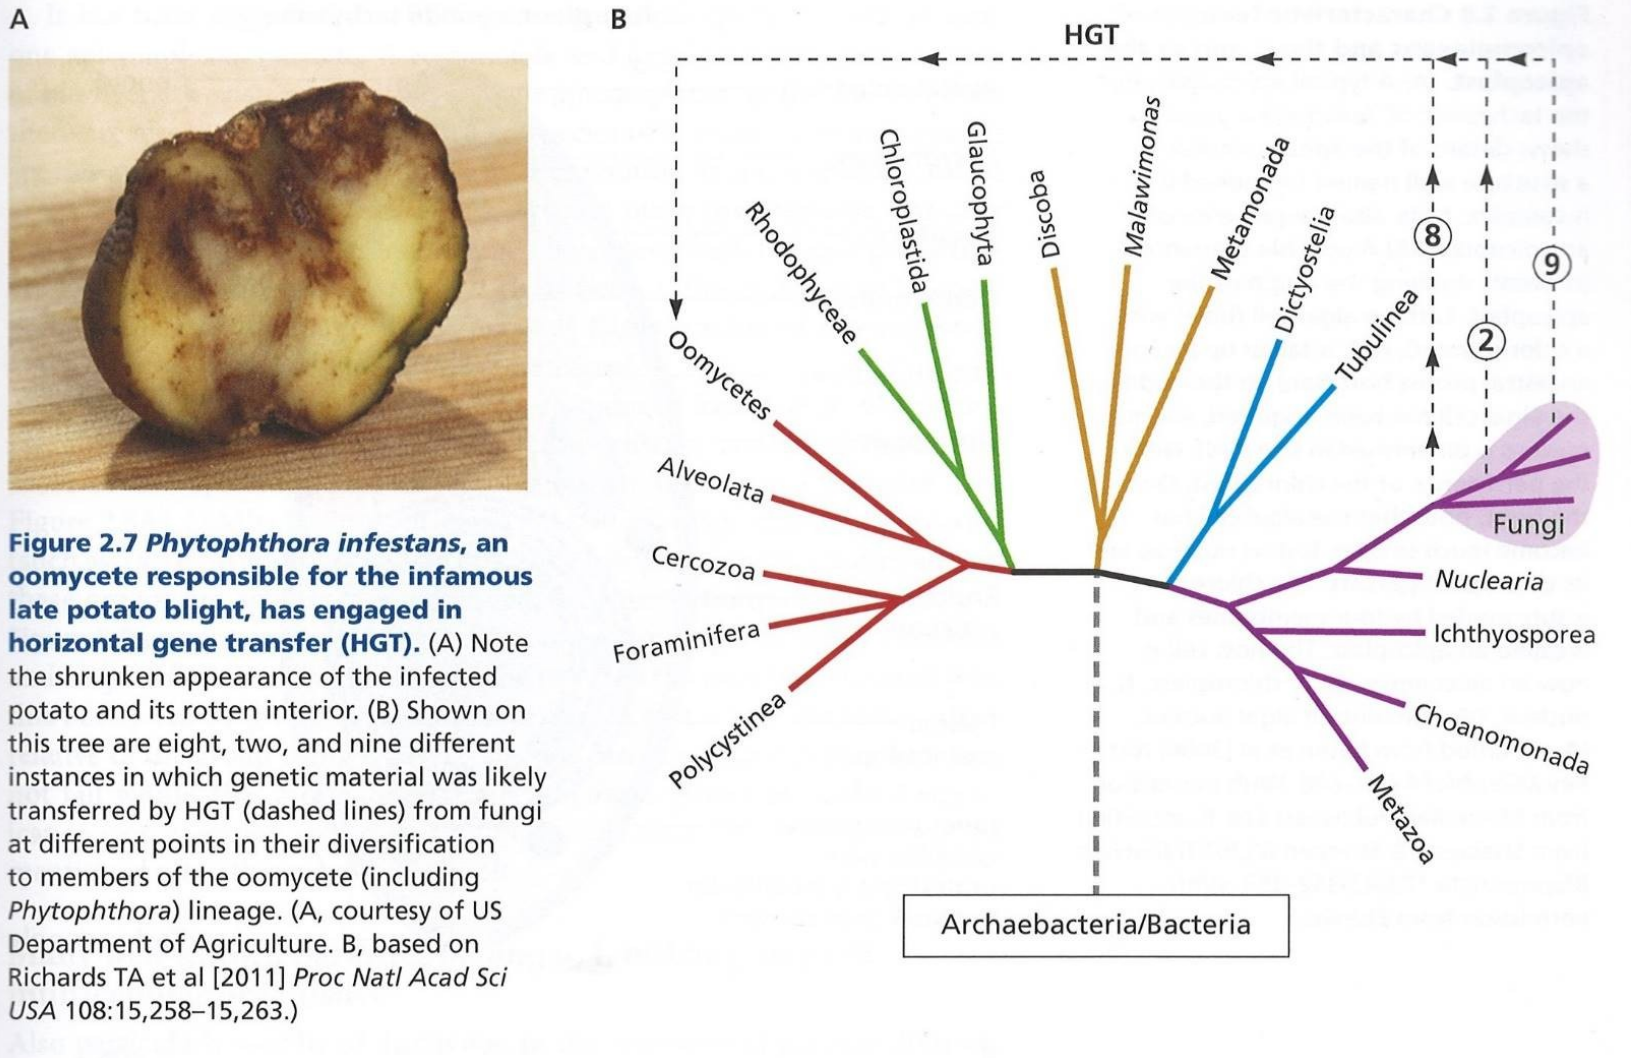 A
B
HGT
8
2
9
Oomycetes
Rhodophyceae
Chloroplastida
Glaucophyta
Discoba
Malawimonas
Metamonada
Dictyostelia
Tubulinea
Alveolata
Cercozoa
Foraminifera
Polycystinea
Fungi
Nuclearia
Ichthyosporea
Choanomonada
Metazoa
Archaebacteria/Bacteria
Figure 2.7 Phytophthora infestans, an
oomycete responsible for the infamous
late potato blight, has engaged in
horizontal gene transfer (HGT). (A) Note
the shrunken appearance of the infected
potato and its rotten interior. (B) Shown on
this tree are eight, two, and nine different
instances in which genetic material was likely
transferred by HGT (dashed lines) from fungi
at different points in their diversification
to members of the oomycete (including
Phytophthora) lineage. (A, courtesy of US
Department of Agriculture. B, based on
Richards TA et al [2011] Proc Natl Acad Sci
USA 108:15,258–15,263.)